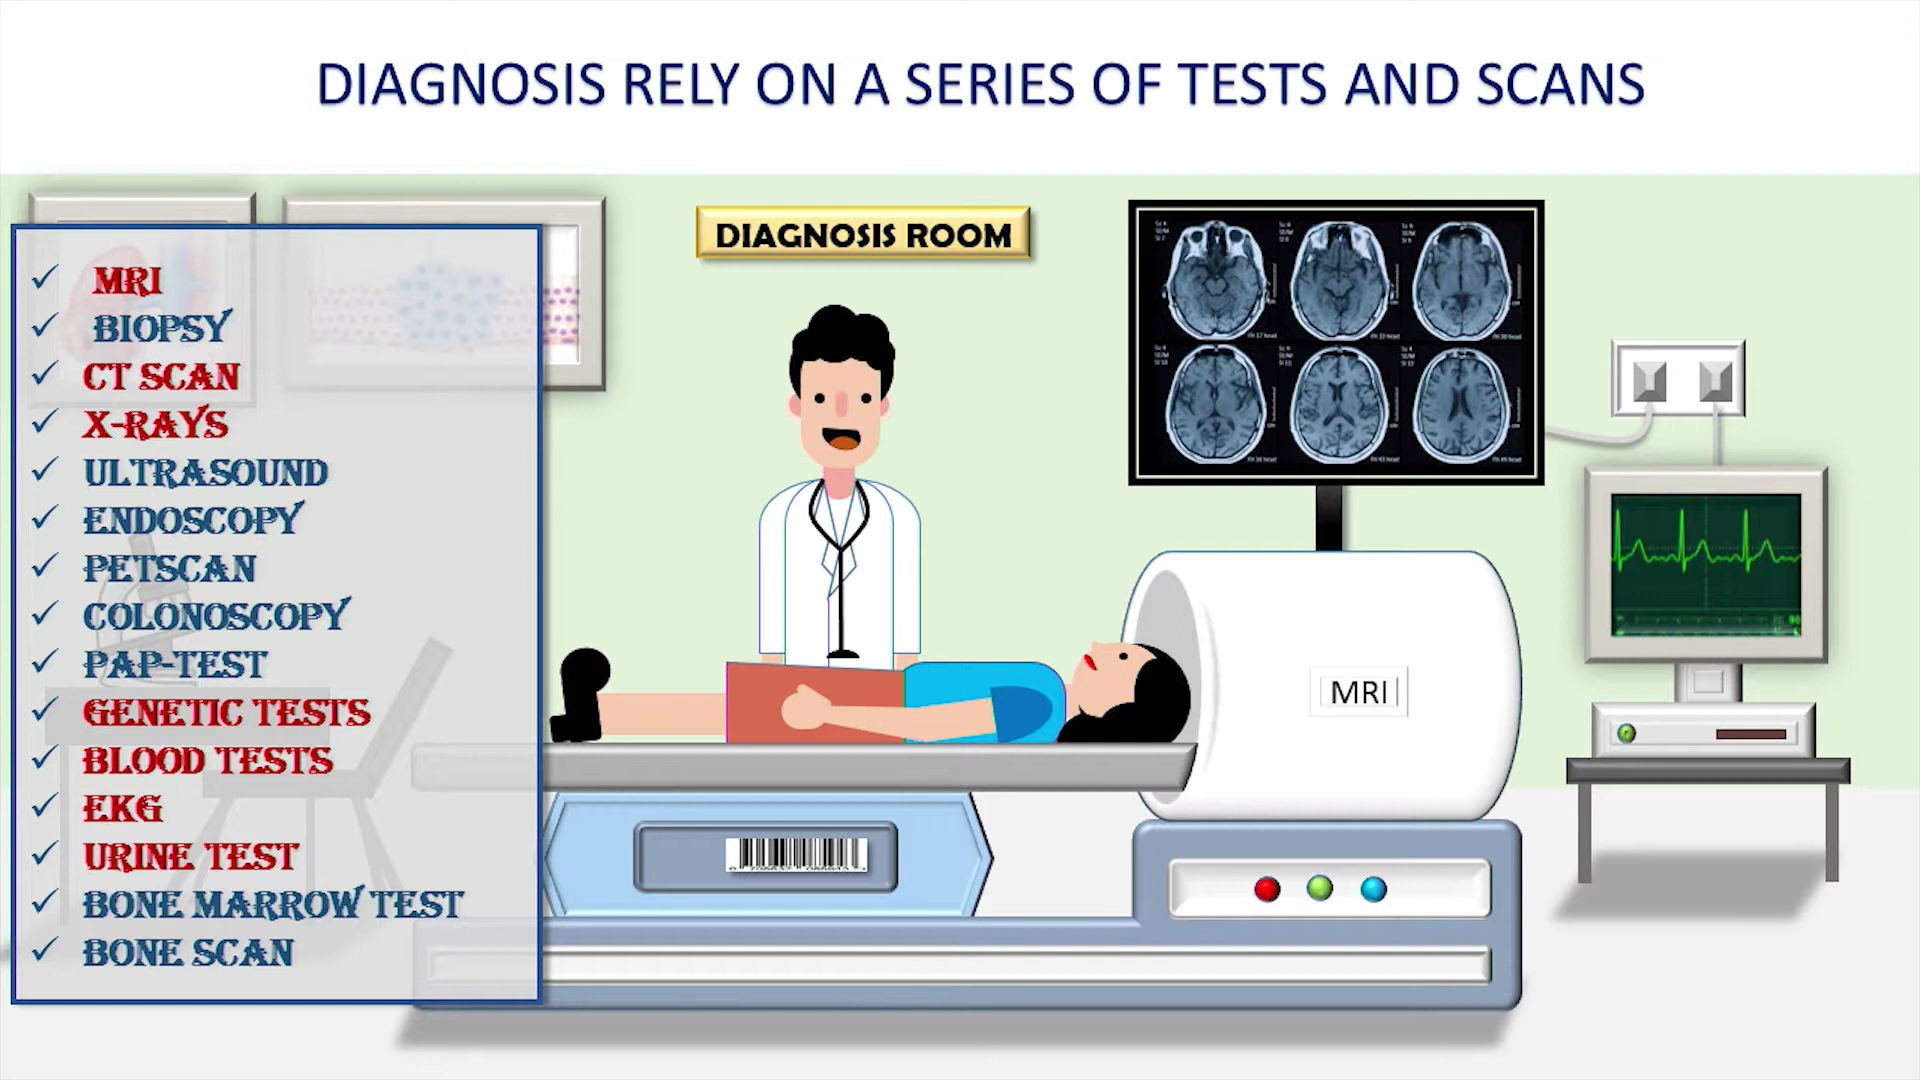 DIAGNOSIS RELY ON A SERIES OF TESTS AND SCANS
DIAGNOSIS ROOM
MRI
BIOPSY
CT SCAN
X-RAYS
ULTRASOUND
ENDOSCOPY
PETSCAN
COLONOSCOPY
PAP-TEST
GENETIC TESTS
BLOOD TESTS
EKG
URINE TEST
BONE MARROW TEST
BONE SCAN
MRI